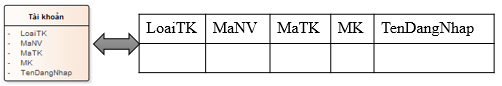 Tài khoản
- LoaiTK
- MaNV
- MaTK
- MK
- TenDangNhap
LoaiTK MaNV MaTK MK TenDangNhap